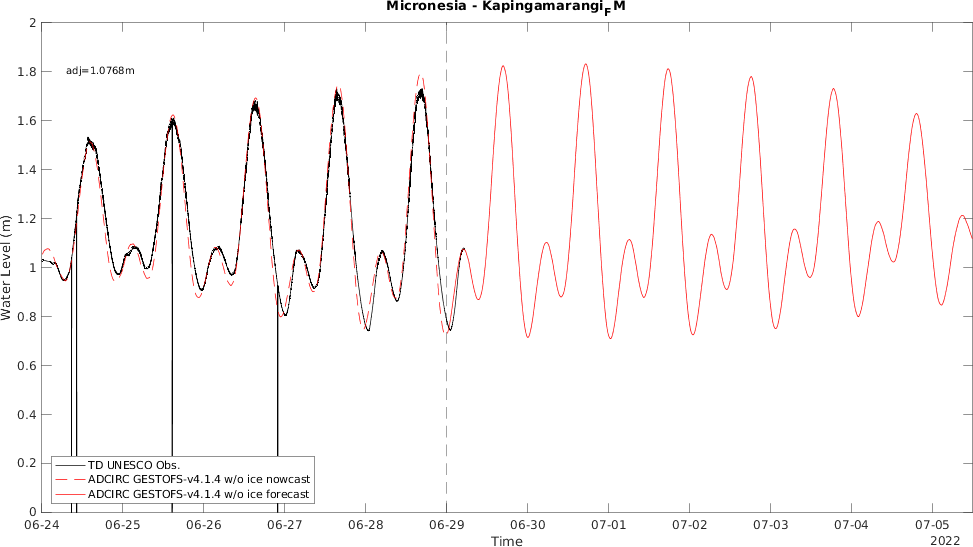 Micronesia - Kapingamarangi_FM
adj=1.0768m
2
1.8
1.6
1.4
1.2
1
0.8
0.6
0.4
0.2
0
Water Level (m)
TD UNESCO Obs.
ADCIRC GESTOFS-v4.1.4 w/o ice nowcast
ADCIRC GESTOFS-v4.1.4 w/o ice forecast
06-24 06-25 06-26 06-27 06-28 06-29 06-30 07-01 07-02 07-03 07-04 07-05
Time
2022